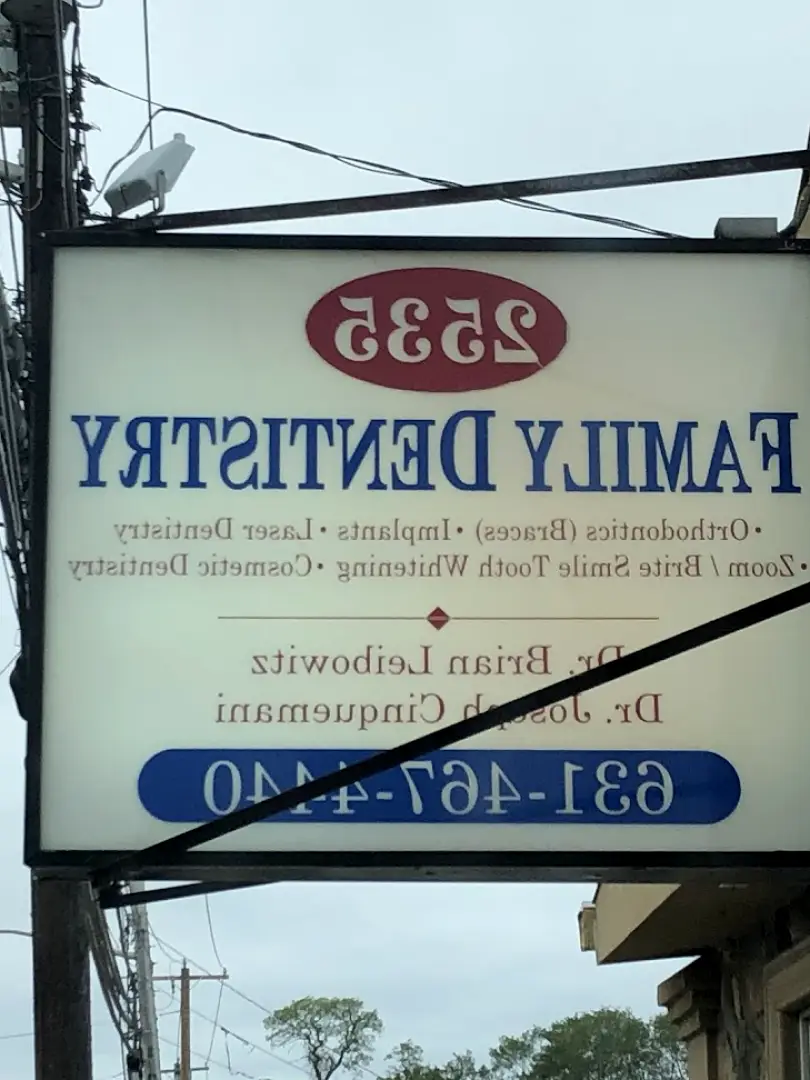 2535
FAMILY DENTISTRY
•Orthodontics (Braces) •Implants •Laser Dentistry
•Zoom / Brite Smile Tooth Whitening •Cosmetic Dentistry
Dr. Brian Leibowitz
Dr. Joseph Cinquemani
631-467-4440